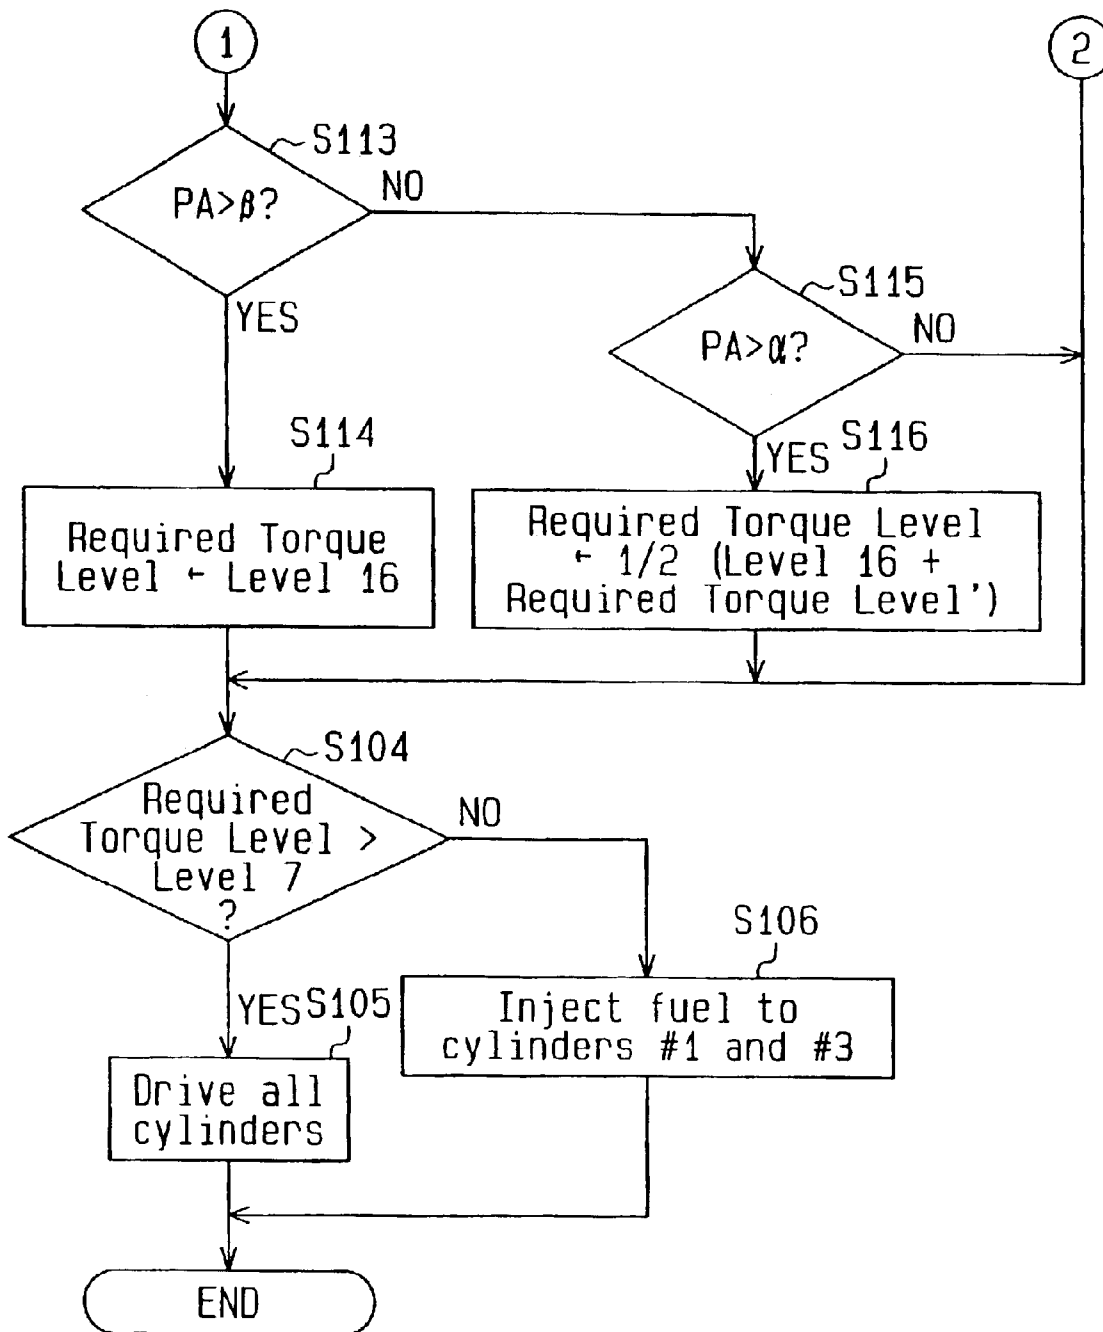 1
2
S113
PA>β?
NO
YES
S115
PA>α?
NO
YES
S114
Required Torque
Level ← Level 16
S116
Required Torque Level
← 1/2 (Level 16 +
Required Torque Level')
S104
Required
Torque Level >
Level 7
?
NO
YES
S105
Drive all
cylinders
S106
Inject fuel to
cylinders #1 and #3
END